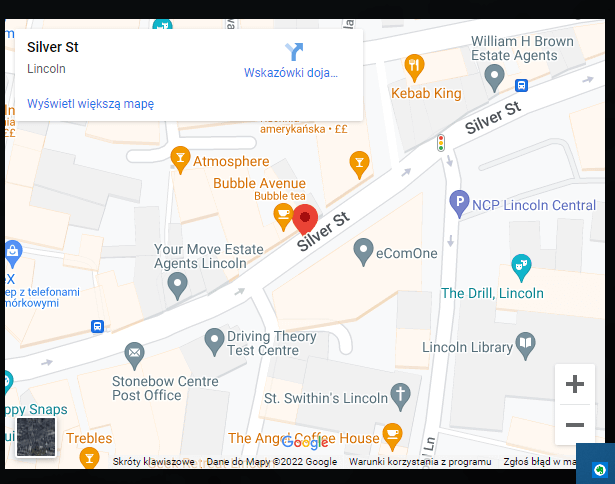 Silver St
Lincoln
Wskazówki doja...
Wyświetl większą mapę
William H Brown
Estate Agents
Kebab King
Silver St
££
amerykańska • ££
Atmosphere
Bubble Avenue
Bubble tea
NCP Lincoln Central
Silver St
Your Move Estate
Agents Lincoln
eComOne
ep z telefonami
mórkowymi
The Drill, Lincoln
Driving Theory
Test Centre
Lincoln Library
Stonebow Centre
Post Office
St. Swithin's Lincoln
ppy Snaps
Trebles
The Angel Coffee House
Google
Ln
Skróty klawiszowe
Dane do Mapy ©2022 Google
Warunki korzystania z programu
Zgłoś błąd w ma